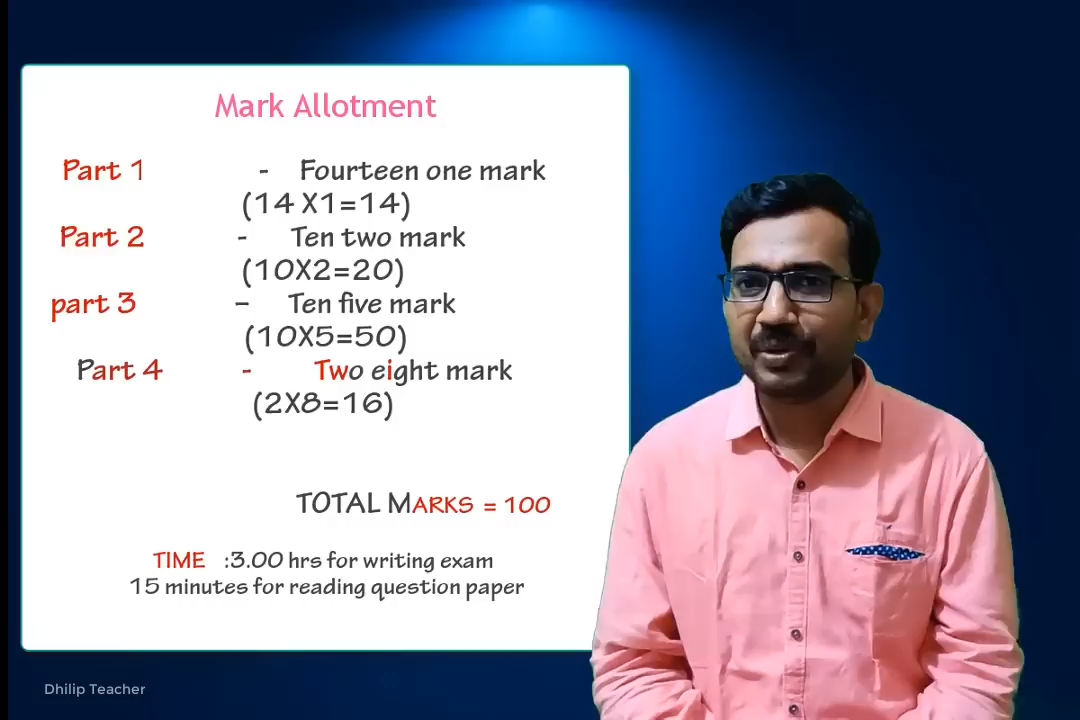 Mark Allotment
Part 1 - Fourteen one mark
(14 X1=14)
Part 2 - Ten two mark
(10X2=20)
part 3 – Ten five mark
(10X5=50)
Part 4 - Two eight mark
(2X8=16)
TOTAL MARKS = 100
TIME :3.00 hrs for writing exam
15 minutes for reading question paper
Dhilip Teacher